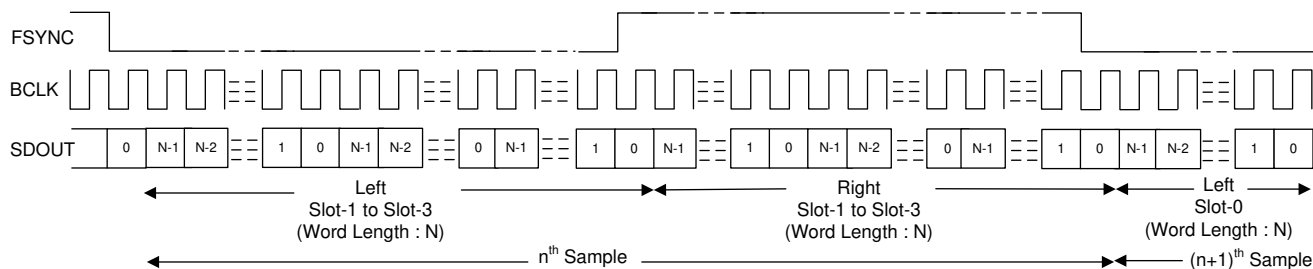 FSYNC
BCLK
SDOUT
0 N-1 N-2 1 0 N-1 N-2 0 N-1 1 0 N-1 1 0 N-1 N-2 0 N-1 1 0 N-1 N-2 1 0
Left
Slot-1 to Slot-3
(Word Length : N)
Right
Slot-1 to Slot-3
(Word Length : N)
Left
Slot-0
(Word Length : N)
nth Sample
(n+1)th Sample